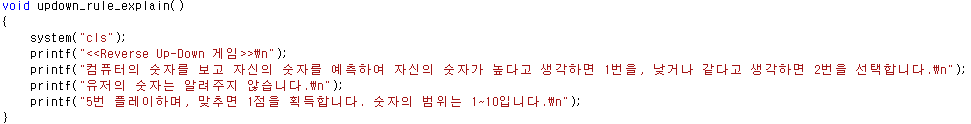 void updown_rule_explain()
{
system("cls");
printf("<<Reverse Up-Down 게임>>₩n");
printf("컴퓨터의 숫자를 보고 자신의 숫자를 예측하여 자신의 숫자가 높다고 생각하면 1번을, 낮거나 같다고 생각하면 2번을 선택합니다.₩n");
printf("유저의 숫자는 알려주지 않습니다.₩n");
printf("5번 플레이하며, 맞추면 1점을 획득합니다. 숫자의 범위는 1~10입니다.₩n");
}